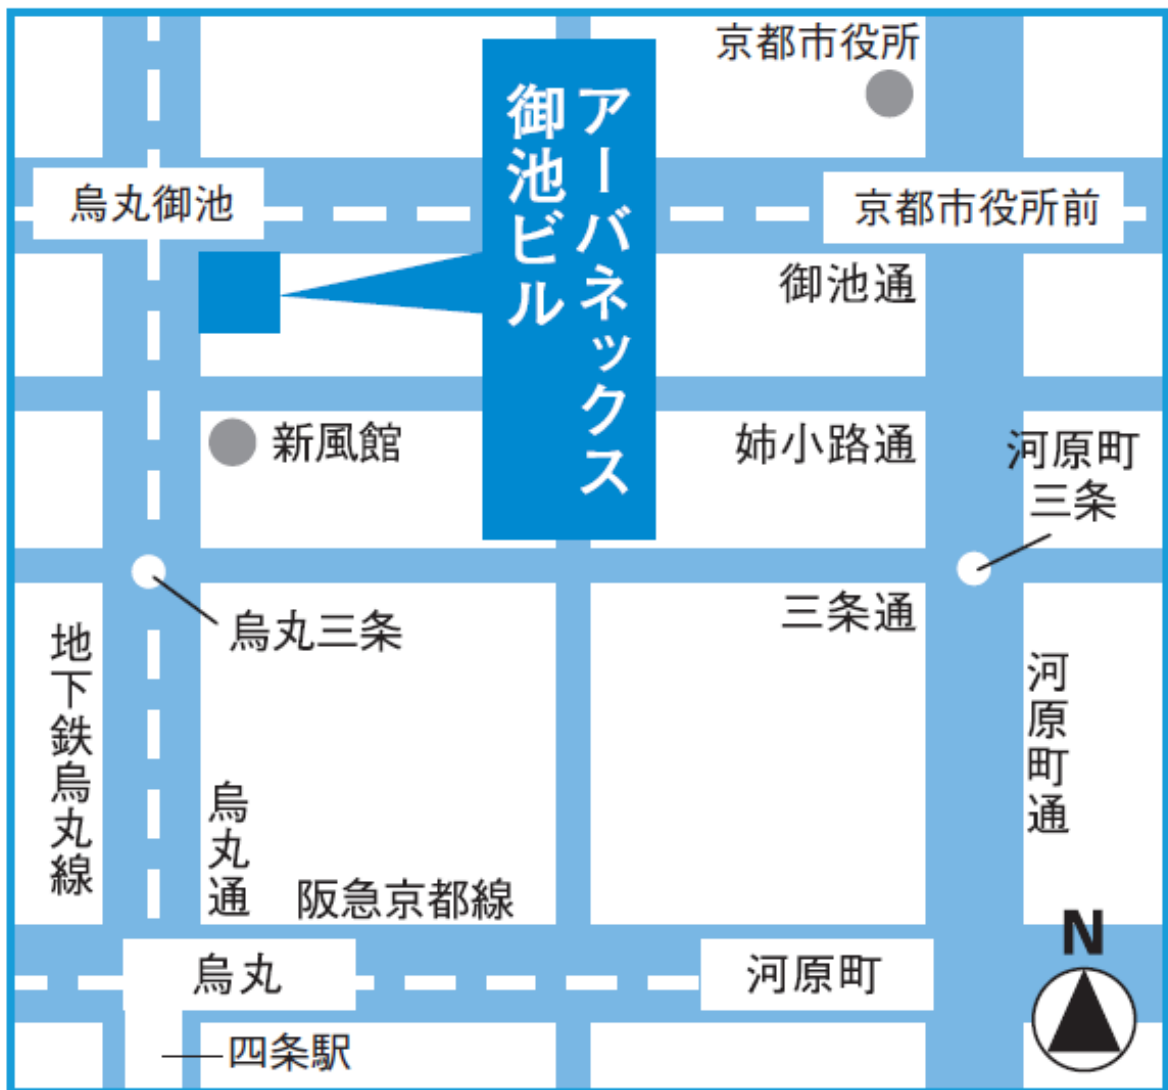 京都市役所
アーバネックス
御池ビル
烏丸御池
京都市役所前
御池通
新風館
姉小路通
河原町
三条
烏丸三条
三条通
地下鉄烏丸線
烏丸通
河原町通
阪急京都線
N
烏丸
河原町
四条駅